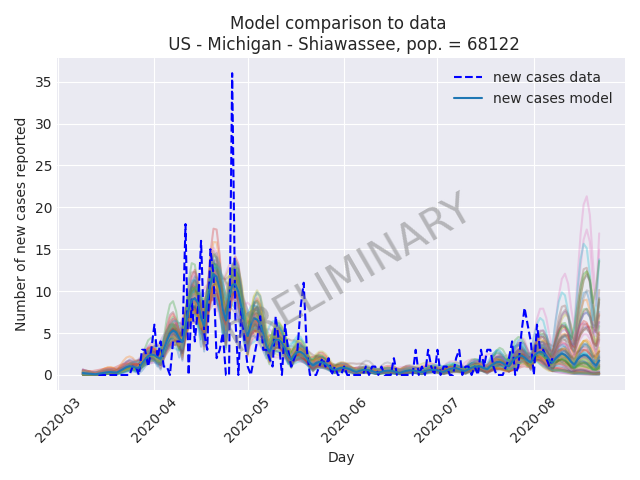 Model comparison to data
US - Michigan - Shiawassee, pop. = 68122
new cases data
new cases model
Number of new cases reported
35
30
25
20
15
10
5
0
PRELIMINARY
2020-03
2020-04
2020-05
2020-06
2020-07
2020-08
Day